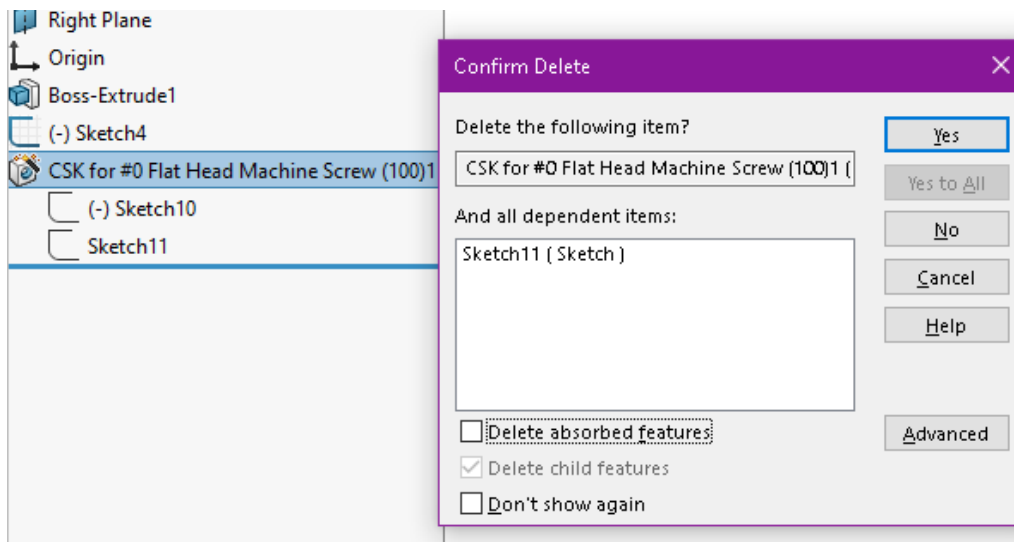 Right Plane
Origin
Boss-Extrude1
(-) Sketch4
CSK for #0 Flat Head Machine Screw (100)1
(-) Sketch10
Sketch11
Confirm Delete
Delete the following item?
CSK for #0 Flat Head Machine Screw (100)1 (
And all dependent items:
Sketch11 ( Sketch )
Delete absorbed features
Delete child features
Don't show again
Yes
Yes to All
No
Cancel
Help
Advanced